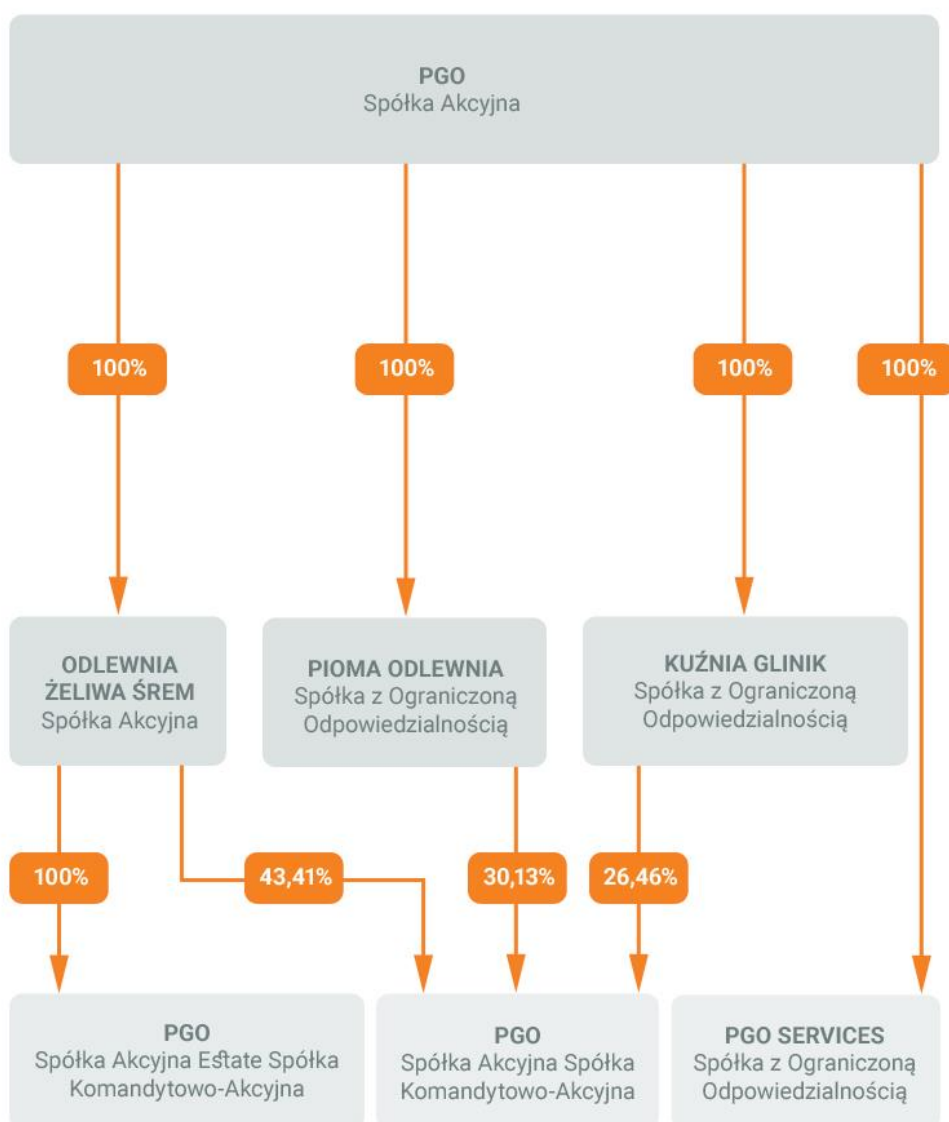 PGO
Spółka Akcyjna
100%
100%
100%
100%
ODLEWNIA
ŻELIWA ŚREM
Spółka Akcyjna
PIOMA ODLEWNIA
Spółka z Ograniczoną
Odpowiedzialnością
KUŹNIA GLINIK
Spółka z Ograniczoną
Odpowiedzialnością
100%
43,41%
30,13%
26,46%
PGO
Spółka Akcyjna Estate Spółka
Komandytowo-Akcyjna
PGO
Spółka Akcyjna Spółka
Komandytowo-Akcyjna
PGO SERVICES
Spółka z Ograniczoną
Odpowiedzialnością